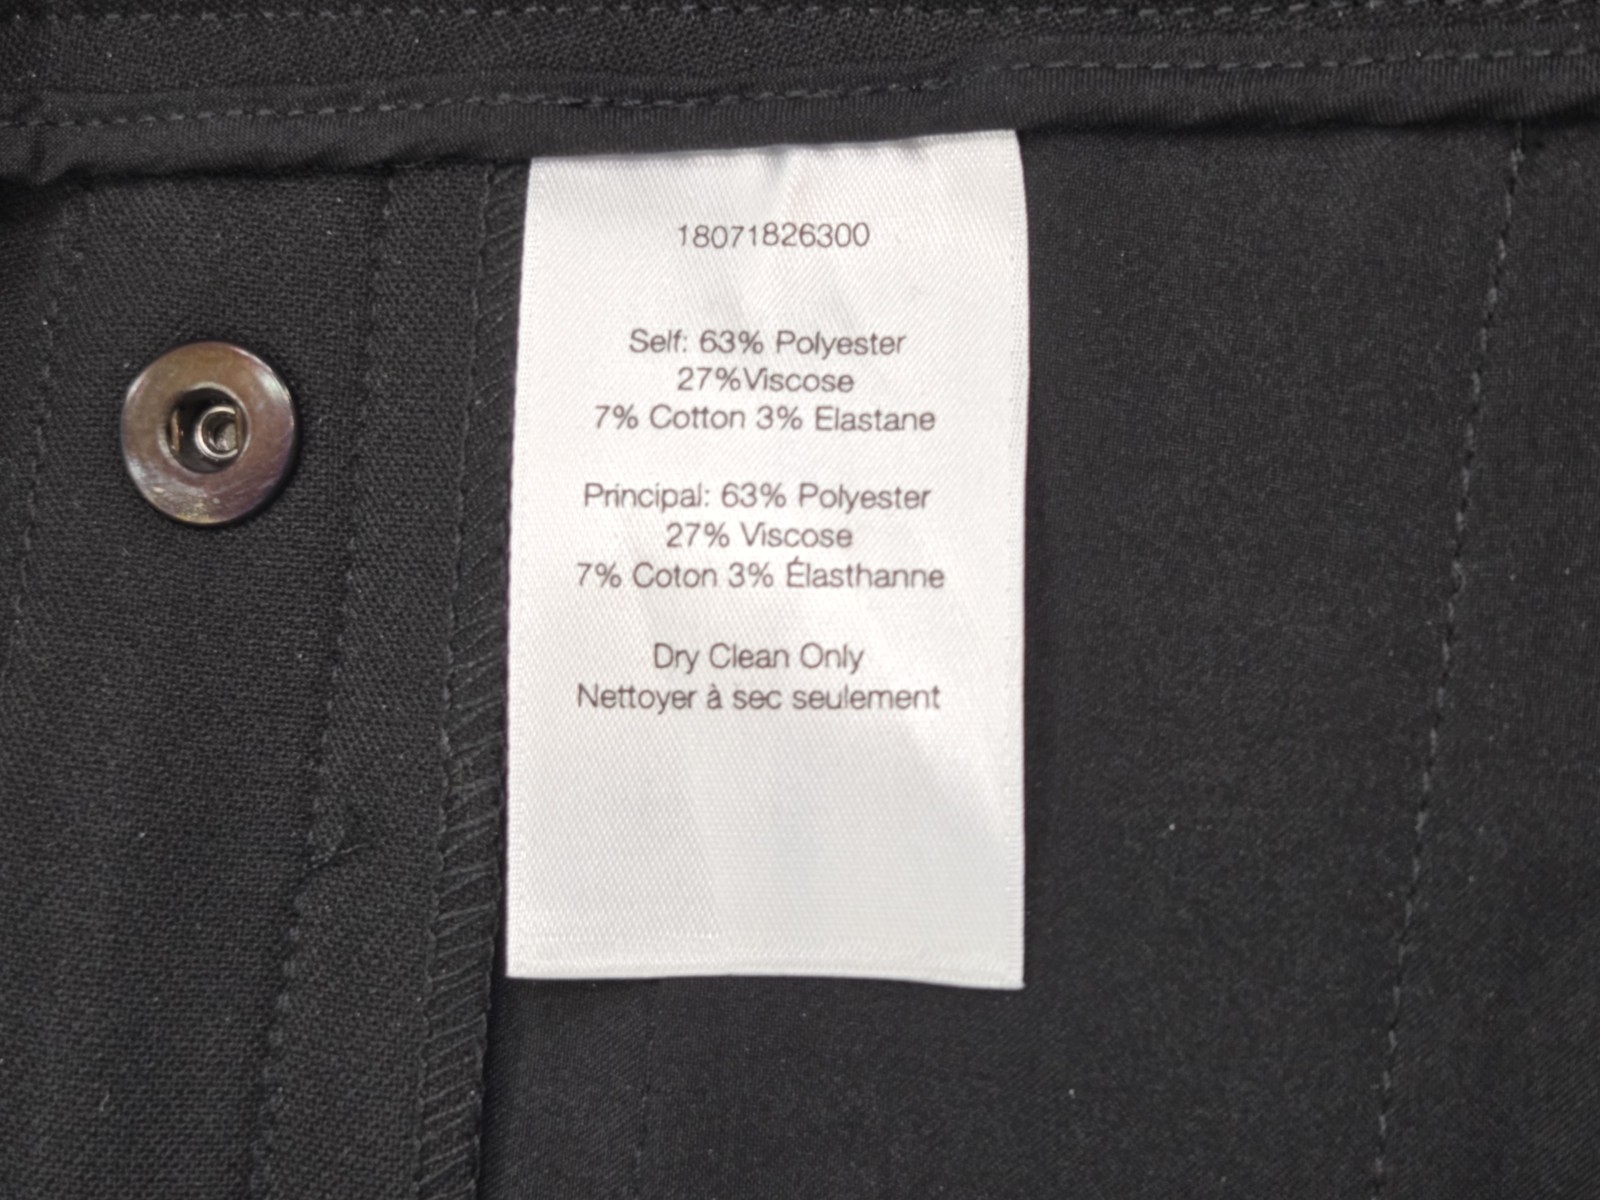 18071826300
Self: 63% Polyester
27%Viscose
7% Cotton 3% Elastane
Principal: 63% Polyester
27% Viscose
7% Coton 3% Élasthanne
Dry Clean Only
Nettoyer à sec seulement